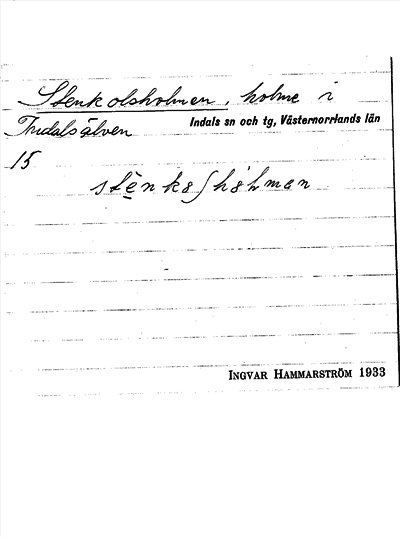 Stenkolsholmen, holme i
Indalsälven Indals sn och tg, Västernorrlands län
15
INGVAR HAMMARSTRÖM 1933